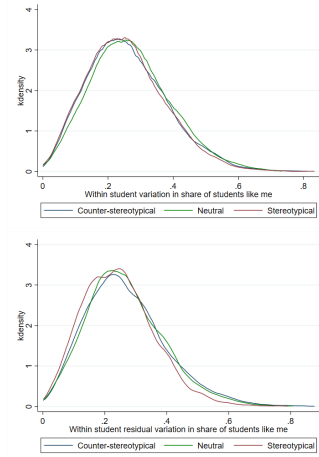 4
3
kdensity
2
1
0
0 .2 .4 .6 .8
Within student variation in share of students like me
Counter-stereotypical Neutral Stereotypical
4
3
kdensity
2
1
0
0 .2 .4 .6 .8
Within student residual variation in share of students like me
Counter-stereotypical Neutral Stereotypical